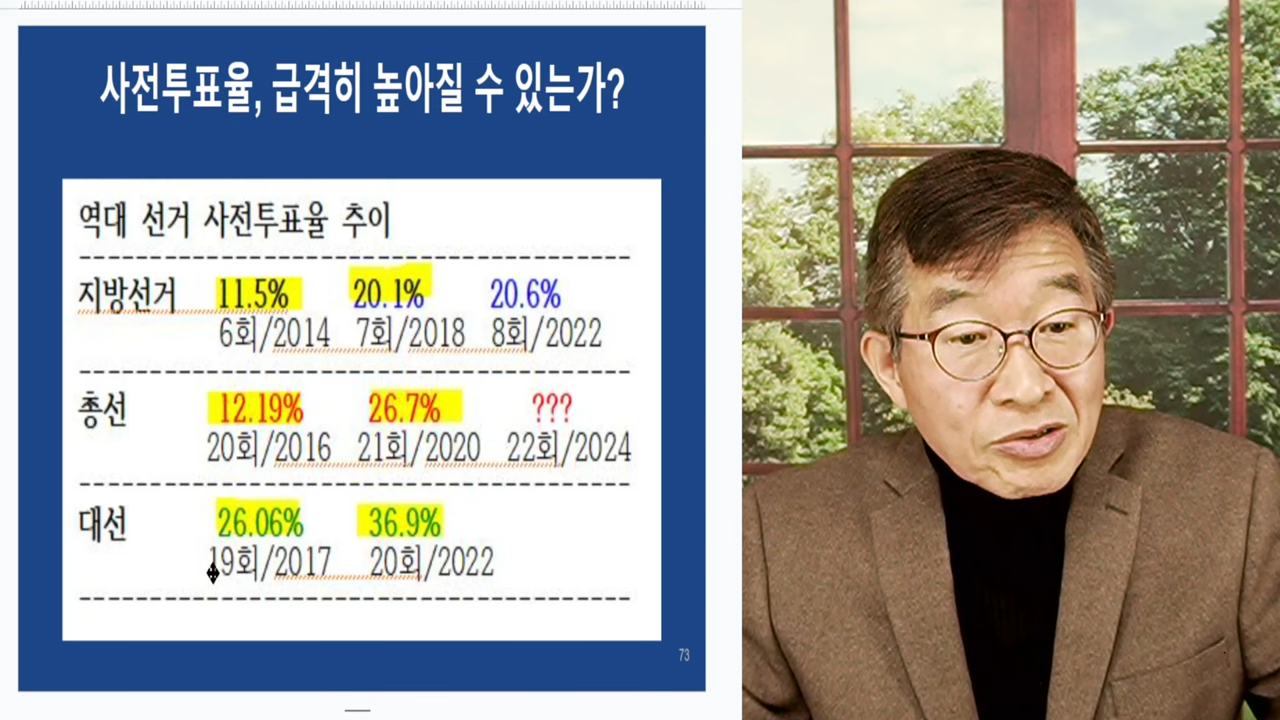 사전투표율, 급격히 높아질 수 있는가?
역대 선거 사전투표율 추이
지방선거 11.5% 20.1% 20.6%
6회/2014 7회/2018 8회/2022
총선 12.19% 26.7% ???
20회/2016 21회/2020 22회/2024
대선 26.06% 36.9%
19회/2017 20회/2022
73